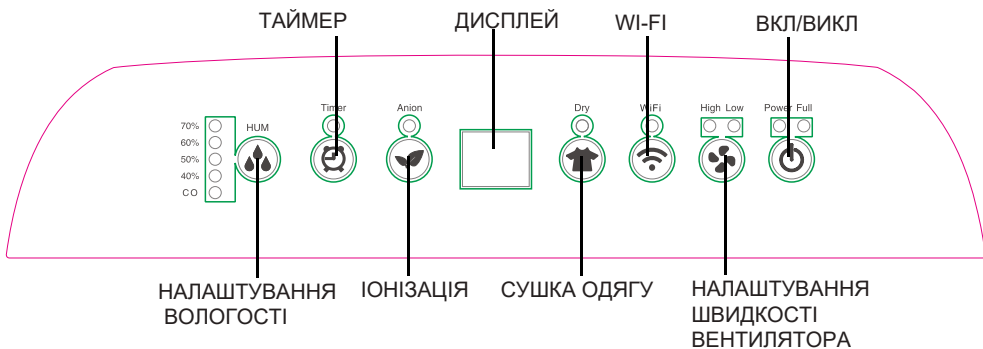 ТАЙМЕР ДИСПЛЕЙ WI-FI ВКЛ/ВИКЛ
Timer Anion Dry WiFi High Low Power Full
HUM
70%
60%
50%
40%
CO
НАЛАШТУВАННЯ ВОЛОГОСТІ
ІОНІЗАЦІЯ
СУШКА ОДЯГУ
НАЛАШТУВАННЯ
ШВИДКОСТІ
ВЕНТИЛЯТОРА